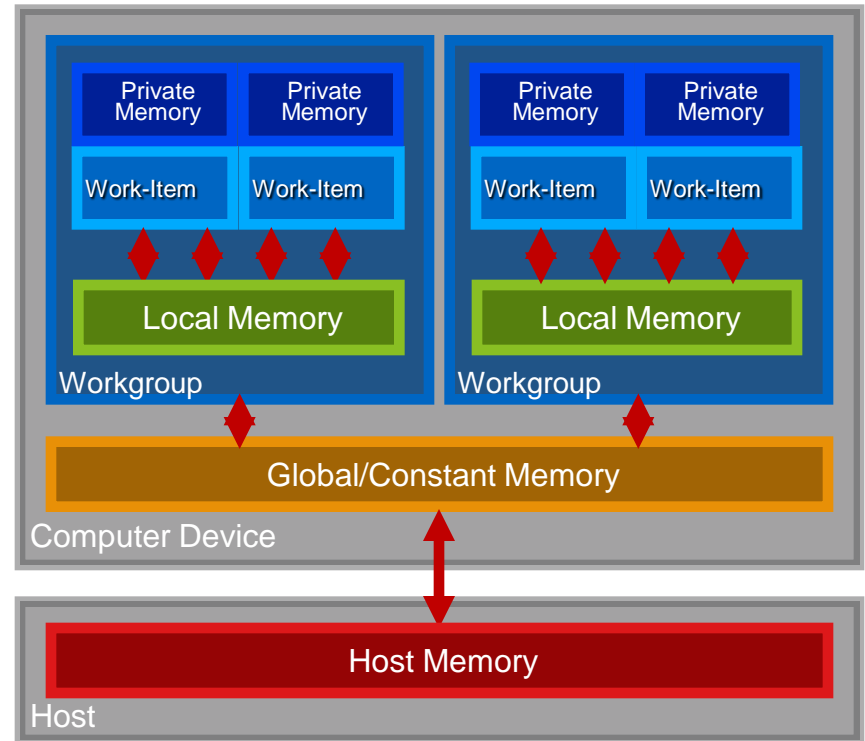 Private Private Private Private
Memory Memory Memory Memory
Work-Item Work-Item Work-Item Work-Item
Local Memory Local Memory
Workgroup Workgroup
Global/Constant Memory
Computer Device
Host Memory
Host